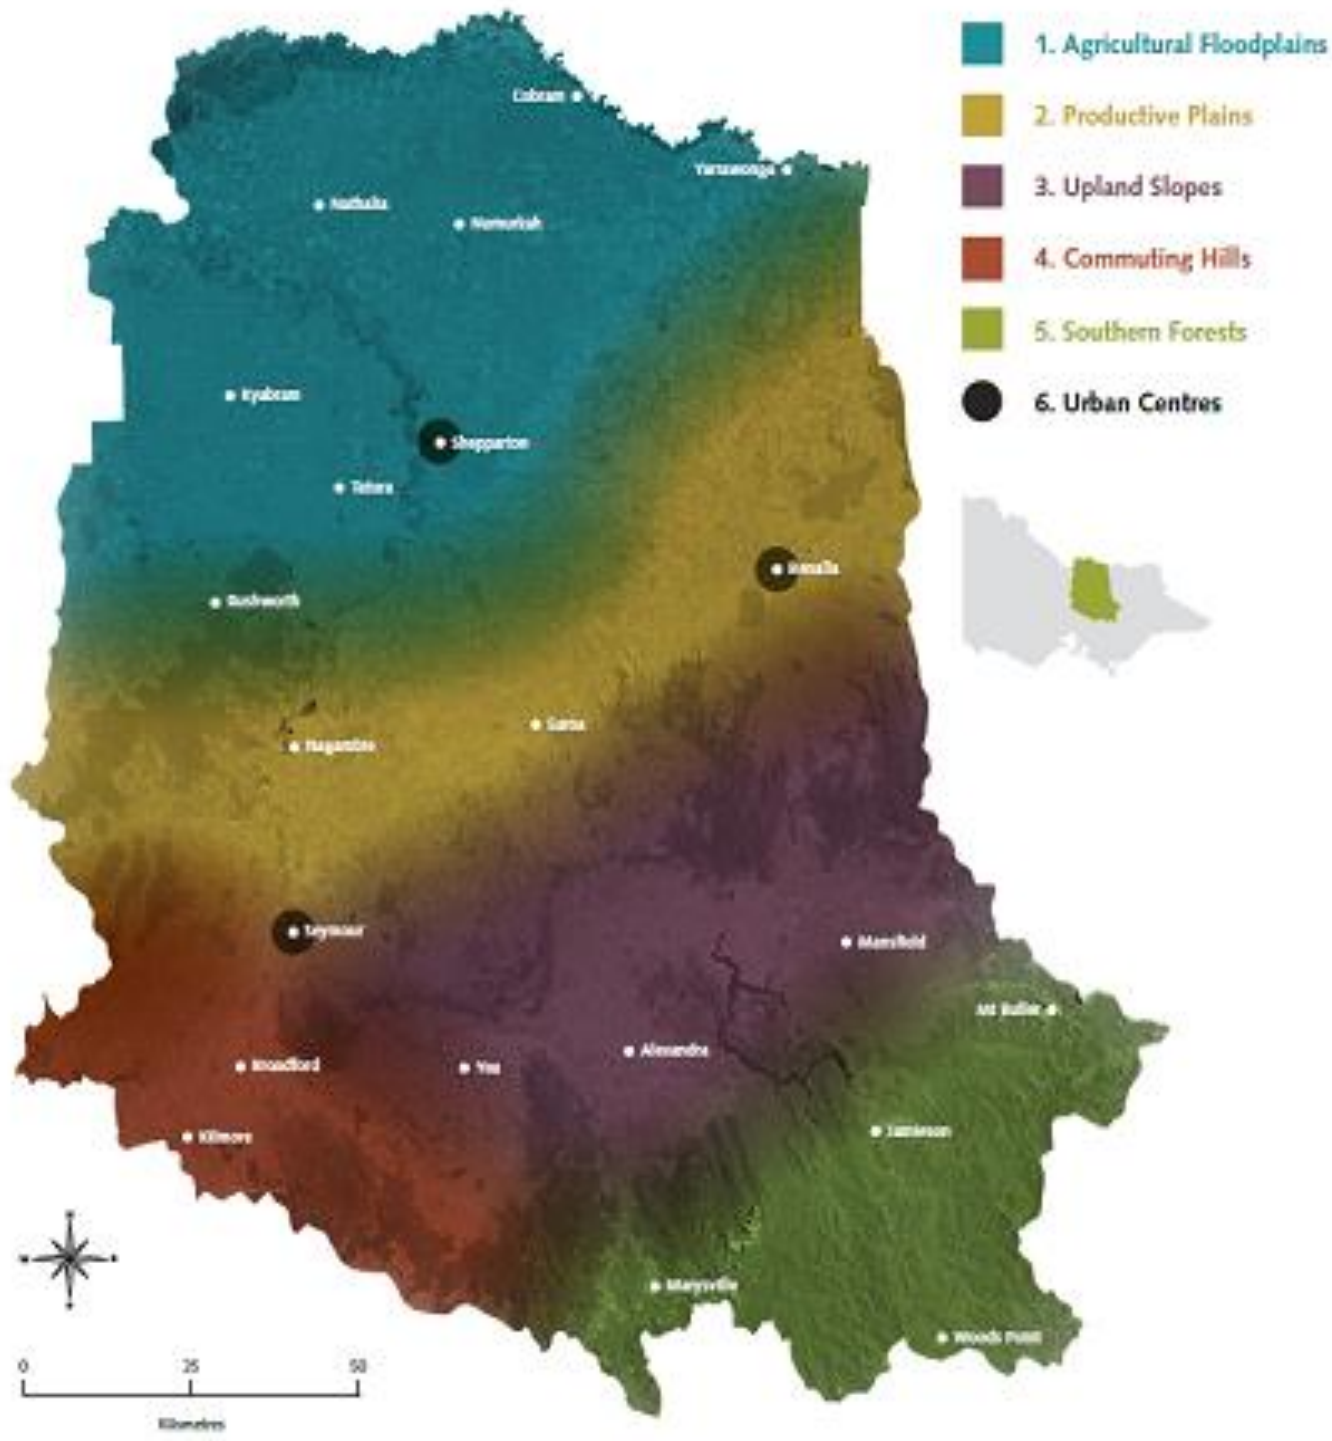 1. Agricultural Floodplains
2. Productive Plains
3. Upland Slopes
4. Commuting Hills
5. Southern Forests
6. Urban Centres
Cobram
Yarrawonga
Nathalia
Numurkah
Kyabram
Shepparton
Tatura
Benalla
Rushworth
Euroa
Nagambie
Seymour
Mansfield
Mt Buller
Alexandra
Broadford
Yea
Jamieson
Kilmore
Marysville
Woods Point
0 25 50
Kilometres